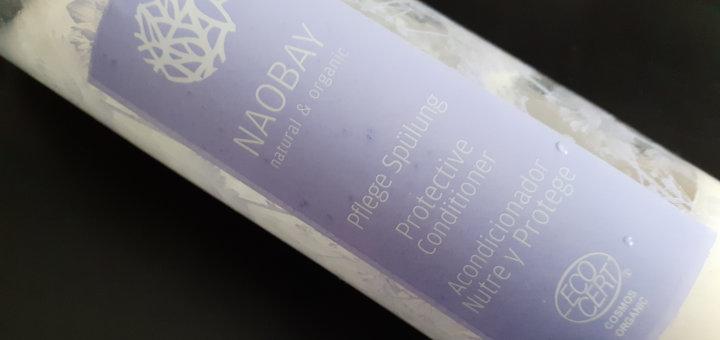 NAOBAY
natural & organic
Pflege Spülung
Protective
Conditioner
Acondicionador
Nutre y Protege
ECO
CERT
®
COSMOS
ORGANIC